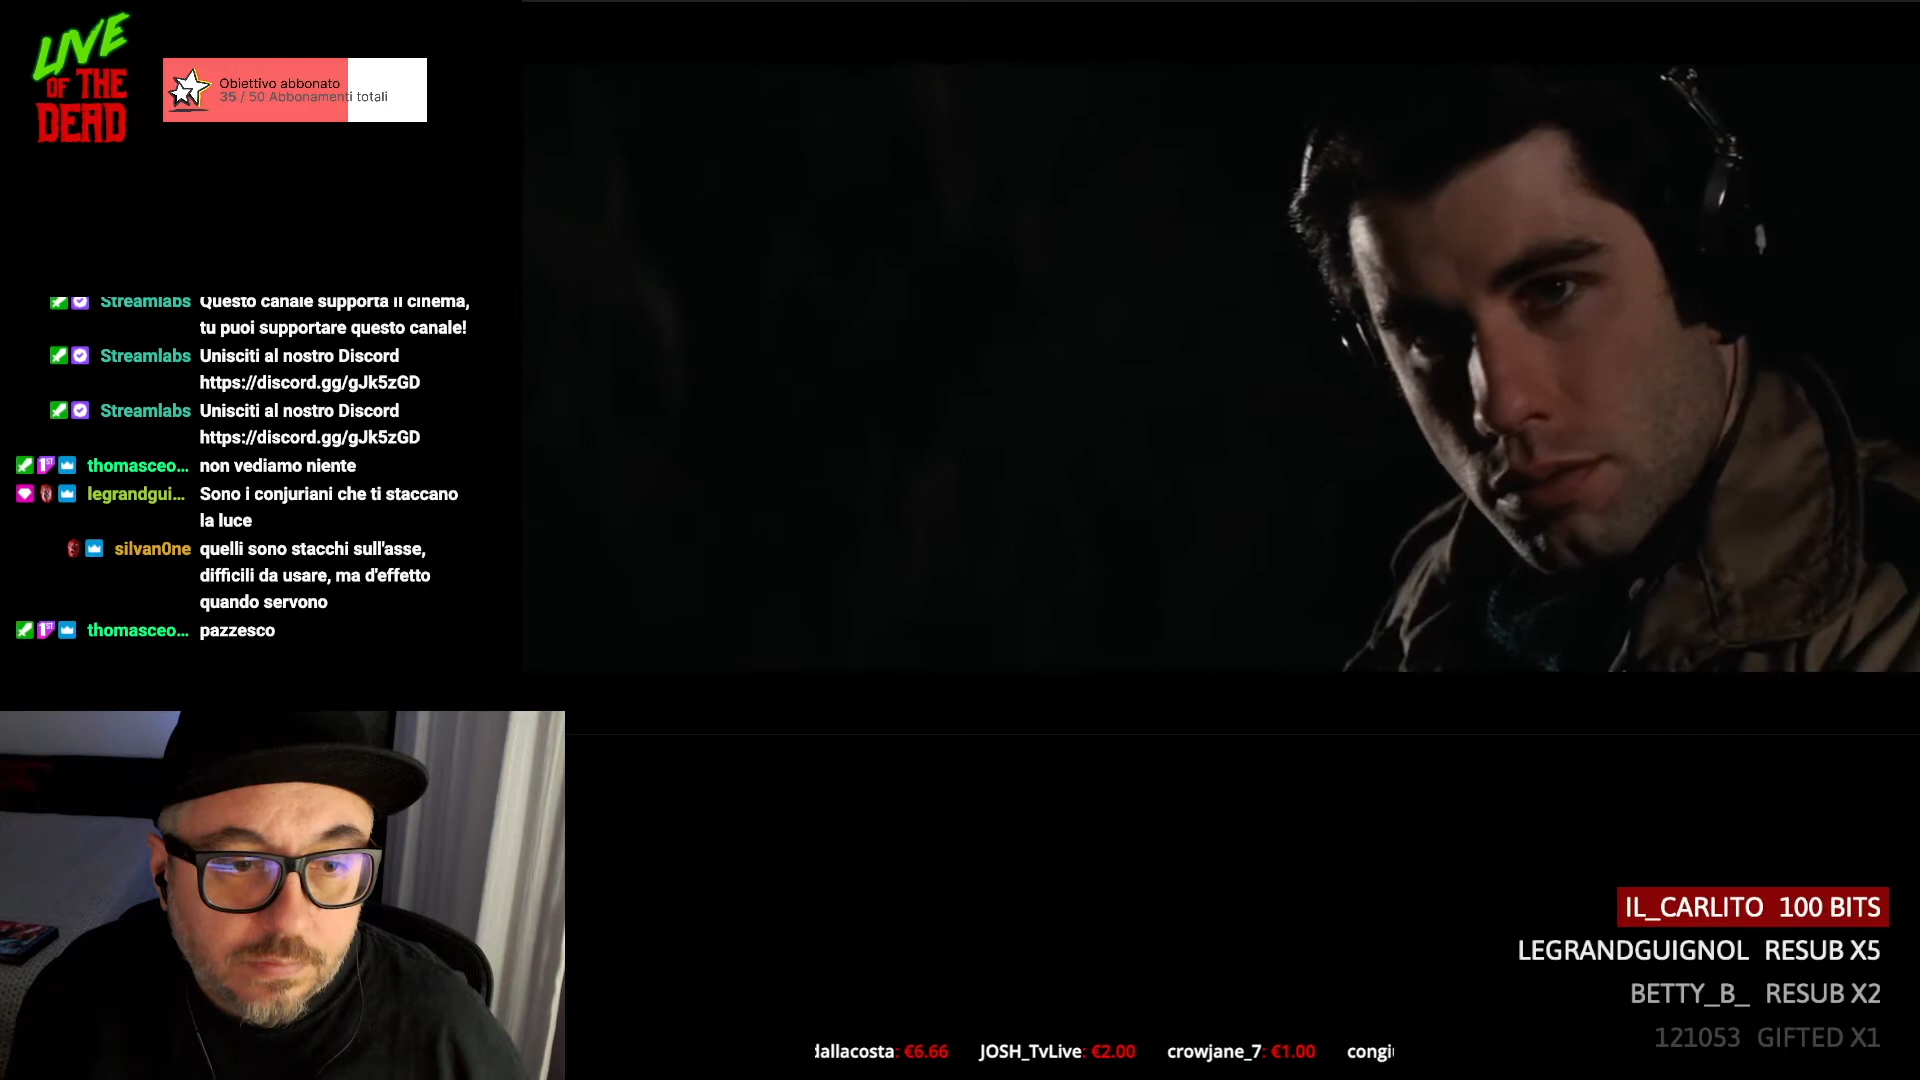 LIVE
OF THE
DEAD
Obiettivo abbonato
35 / 50 Abbonamenti totali
Streamlabs Questo canale supporta il cinema,
tu puoi supportare questo canale!
Streamlabs Unisciti al nostro Discord
https://discord.gg/gJk5zGD
Streamlabs Unisciti al nostro Discord
https://discord.gg/gJk5zGD
thomasceo... non vediamo niente
legrandgui... Sono i conjuriani che ti staccano
la luce
silvan0ne quelli sono stacchi sull'asse,
difficili da usare, ma d'effetto
quando servono
thomasceo... pazzesco
IL_CARLITO 100 BITS
LEGRANDGUIGNOL RESUB X5
BETTY_B_ RESUB X2
121053 GIFTED X1
dallacosta: €6.66 JOSH_TvLive: €2.00 crowjane_7: €1.00